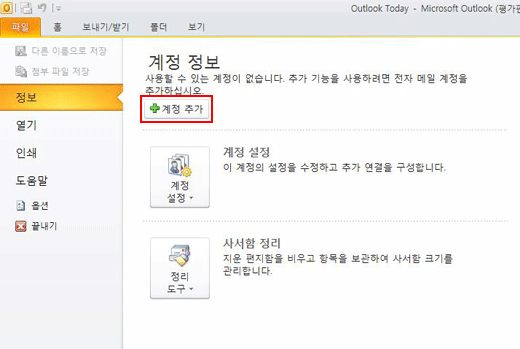 Outlook Today - Microsoft Outlook (평가판
파일 홈 보내기/받기 폴더 보기
다른 이름으로 저장
첨부 파일 저장
정보
열기
인쇄
도움말
옵션
끝내기
계정 정보
사용할 수 있는 계정이 없습니다. 추가 기능을 사용하려면 전자 메일 계정을
추가하십시오.
계정 추가
계정
설정
계정 설정
이 계정의 설정을 수정하고 추가 연결을 구성합니다.
정리
도구
사서함 정리
지운 편지함을 비우고 항목을 보관하여 사서함 크기를
관리합니다.